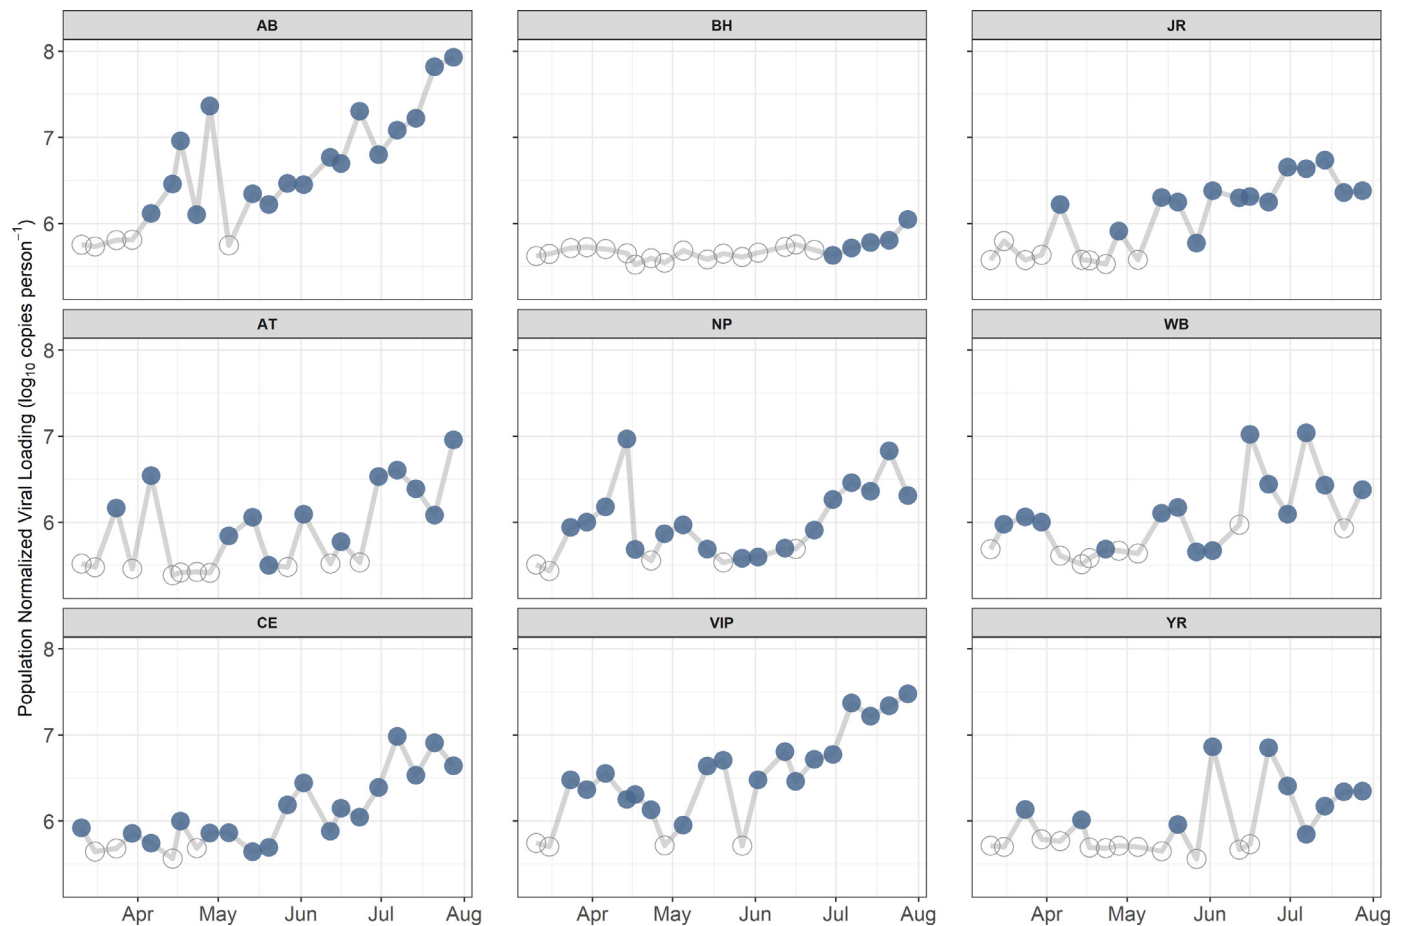 AB
BH
JR
8
7
6
AT
NP
WB
8
7
6
CE
VIP
YR
8
7
6
Apr May Jun Jul Aug
Apr May Jun Jul Aug
Apr May Jun Jul Aug
Population Normalized Viral Loading (log₁₀ copies person⁻¹)